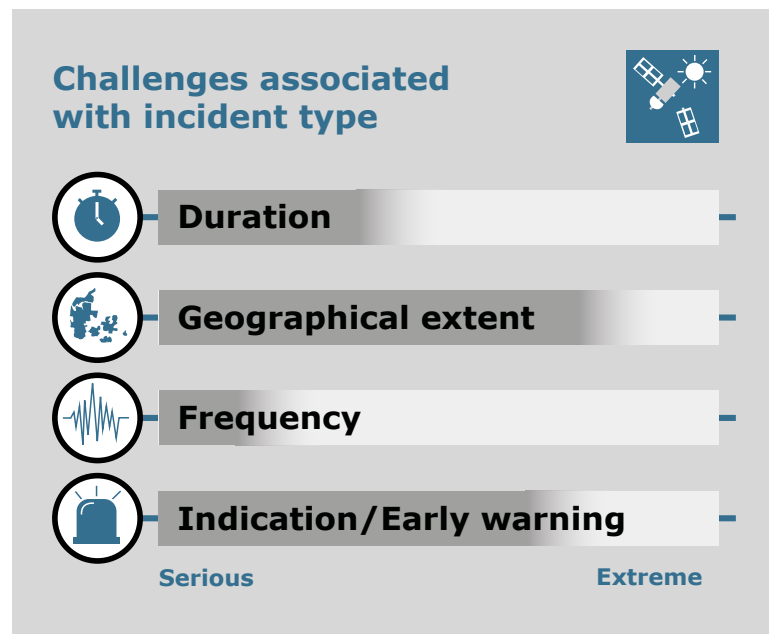 Challenges associated
with incident type
Duration
Geographical extent
Frequency
Indication/Early warning
Serious Extreme